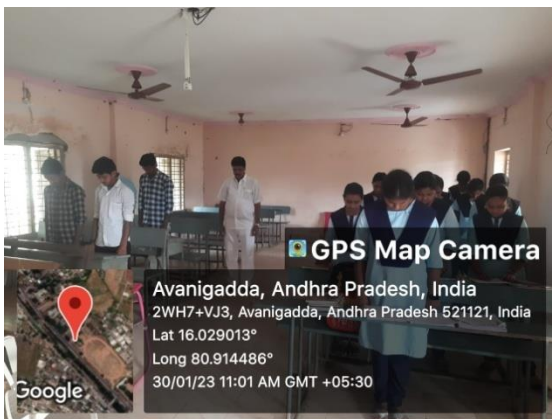 GPS Map Camera
Avanigadda, Andhra Pradesh, India
2WH7+VJ3, Avanigadda, Andhra Pradesh 521121, India
Lat 16.029013°
Long 80.914486°
30/01/23 11:01 AM GMT +05:30
Google